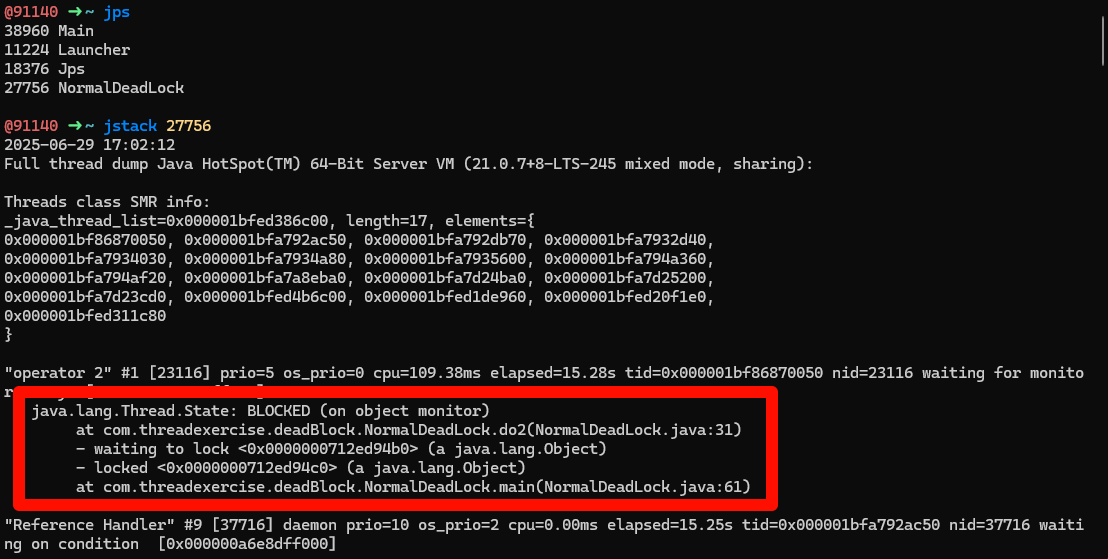 @91140 ➜~ jps
38960 Main
11224 Launcher
18376 Jps
27756 NormalDeadLock
@91140 ➜~ jstack 27756
2025-06-29 17:02:12
Full thread dump Java HotSpot(TM) 64-Bit Server VM (21.0.7+8-LTS-245 mixed mode, sharing):
Threads class SMR info:
_java_thread_list=0x000001bfed386c00, length=17, elements={
0x000001bf86870050, 0x000001bfa792ac50, 0x000001bfa792db70, 0x000001bfa7932d40,
0x000001bfa7934030, 0x000001bfa7934a80, 0x000001bfa7935600, 0x000001bfa794a360,
0x000001bfa794af20, 0x000001bfa7a8eba0, 0x000001bfa7d24ba0, 0x000001bfa7d25200,
0x000001bfa7d23cd0, 0x000001bfed4b6c00, 0x000001bfed1de960, 0x000001bfed20f1e0,
0x000001bfed311c80
}
"operator 2" #1 [23116] prio=5 os_prio=0 cpu=109.38ms elapsed=15.28s tid=0x000001bf86870050 nid=23116 waiting for monito
java.lang.Thread.State: BLOCKED (on object monitor)
at com.threadexercise.deadBlock.NormalDeadLock.do2(NormalDeadLock.java:31)
- waiting to lock <0x0000000712ed94b0> (a java.lang.Object)
- locked <0x0000000712ed94c0> (a java.lang.Object)
at com.threadexercise.deadBlock.NormalDeadLock.main(NormalDeadLock.java:61)
"Reference Handler" #9 [37716] daemon prio=10 os_prio=2 cpu=0.00ms elapsed=15.25s tid=0x000001bfa792ac50 nid=37716 waiti
ng on condition  [0x000000a6e8dff000]